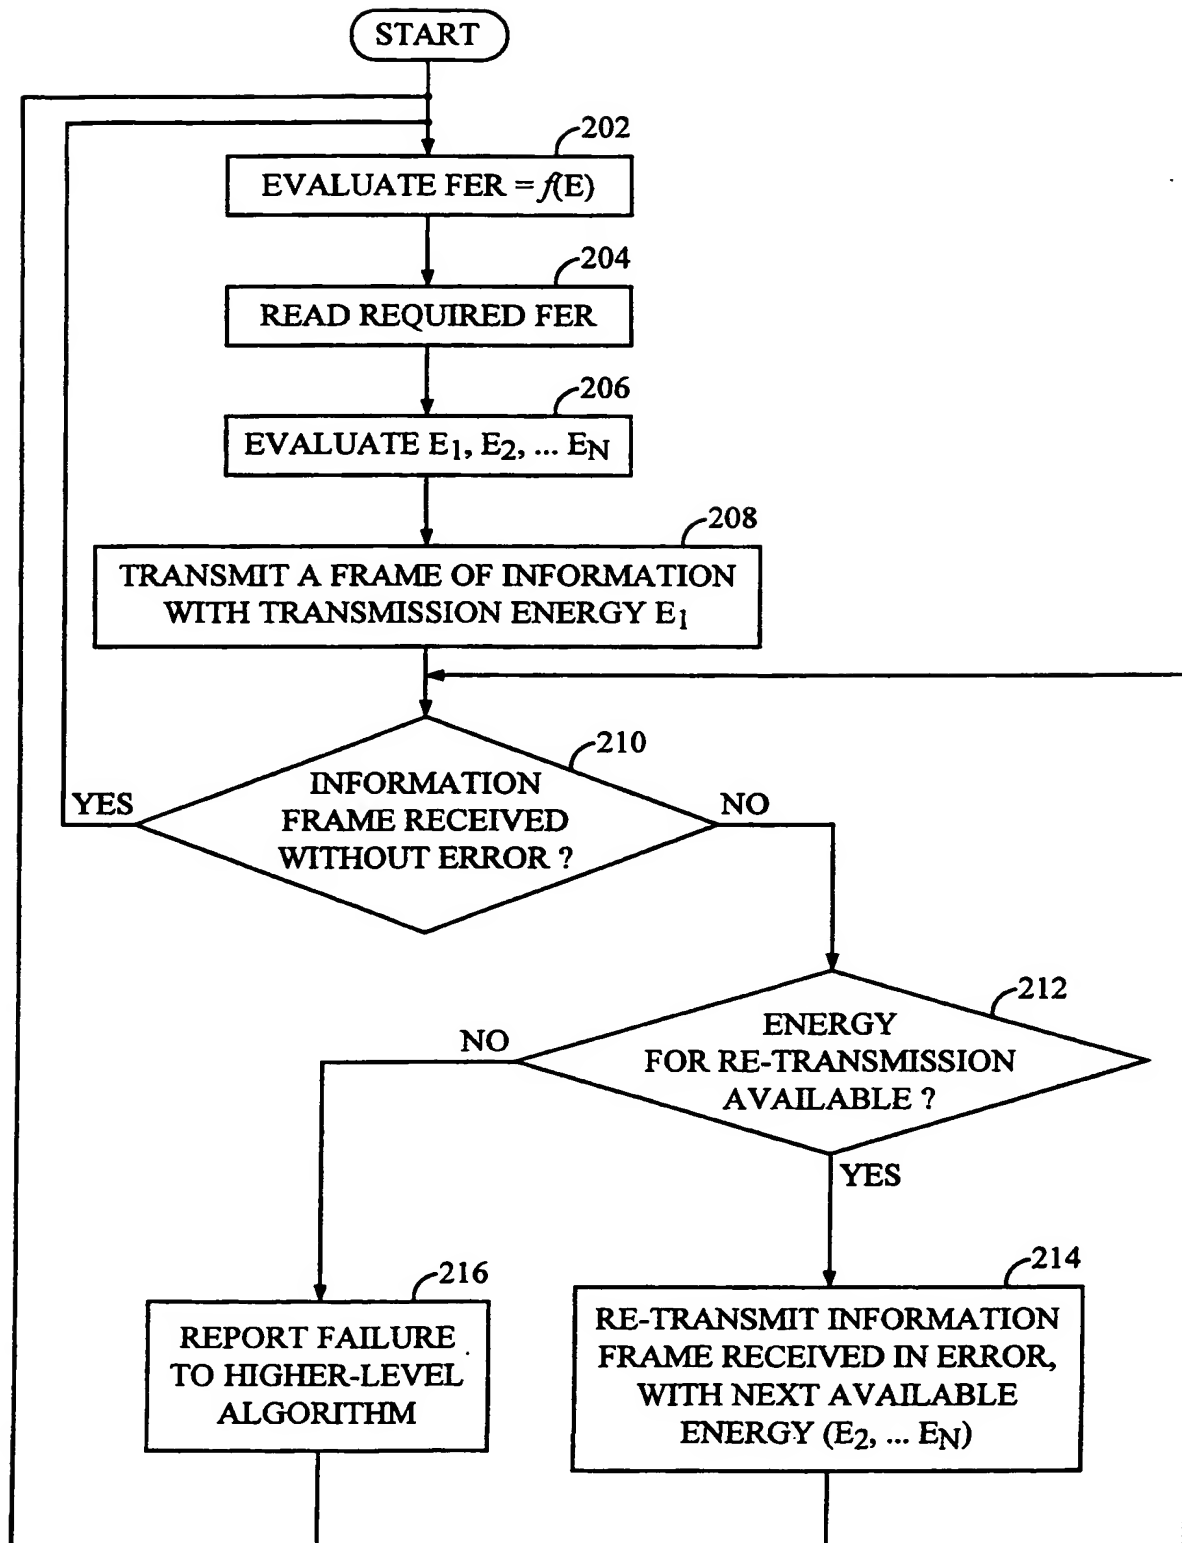 START
202
EVALUATE FER = f(E)
204
READ REQUIRED FER
206
EVALUATE E1, E2, ... EN
208
TRANSMIT A FRAME OF INFORMATION
WITH TRANSMISSION ENERGY E1
210
INFORMATION
FRAME RECEIVED
WITHOUT ERROR ?
YES
NO
212
ENERGY
FOR RE-TRANSMISSION
AVAILABLE ?
NO
YES
216
REPORT FAILURE
TO HIGHER-LEVEL
ALGORITHM
214
RE-TRANSMIT INFORMATION
FRAME RECEIVED IN ERROR,
WITH NEXT AVAILABLE
ENERGY (E2, ... EN)